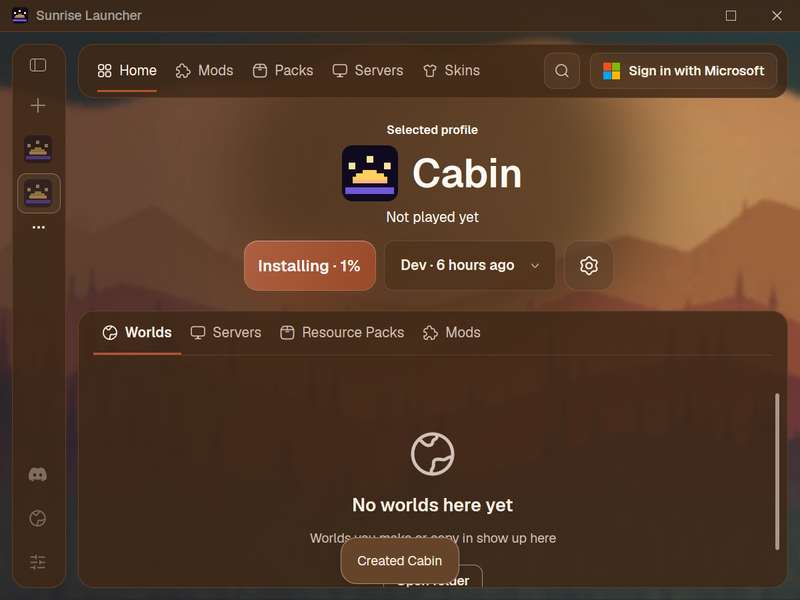 Sunrise Launcher
Home Mods Packs Servers Skins Sign in with Microsoft
Selected profile
Cabin
Not played yet
Installing · 1% Dev · 6 hours ago
Worlds Servers Resource Packs Mods
No worlds here yet
Worlds you make or copy in show up here
Created Cabin
Open folder